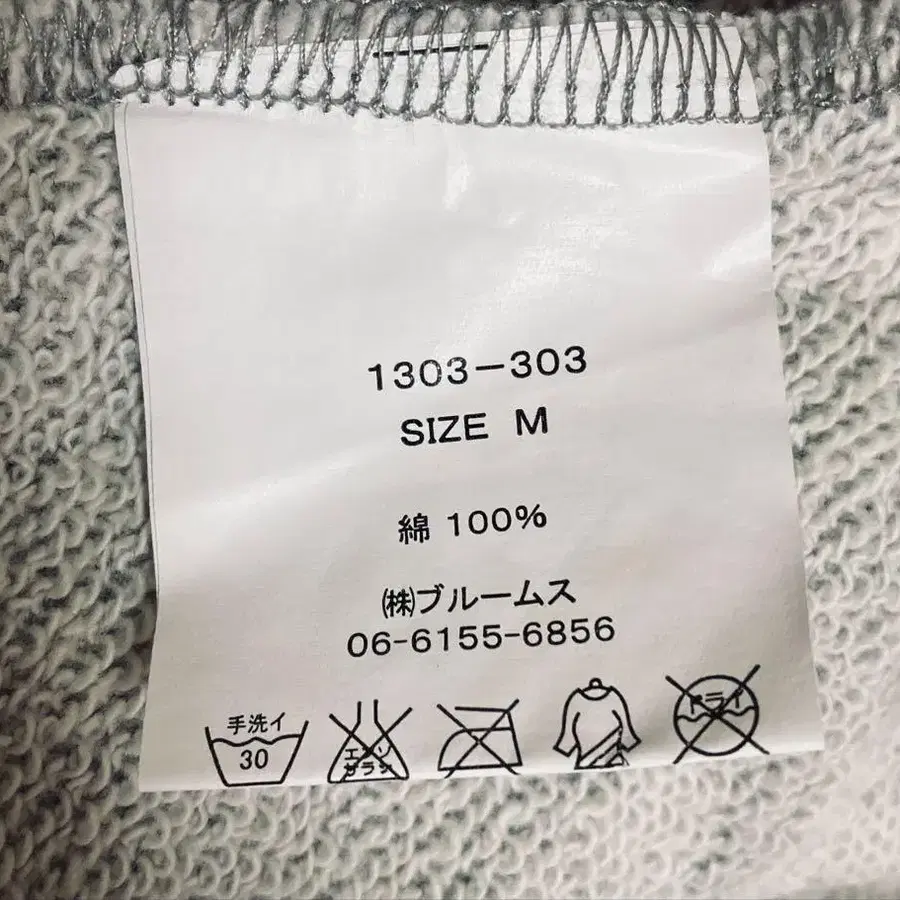 1303-303
SIZE M
綿 100%
㈱ブルームス
06-6155-6856
手洗イ
30
エンソ
サラシ
ドライ